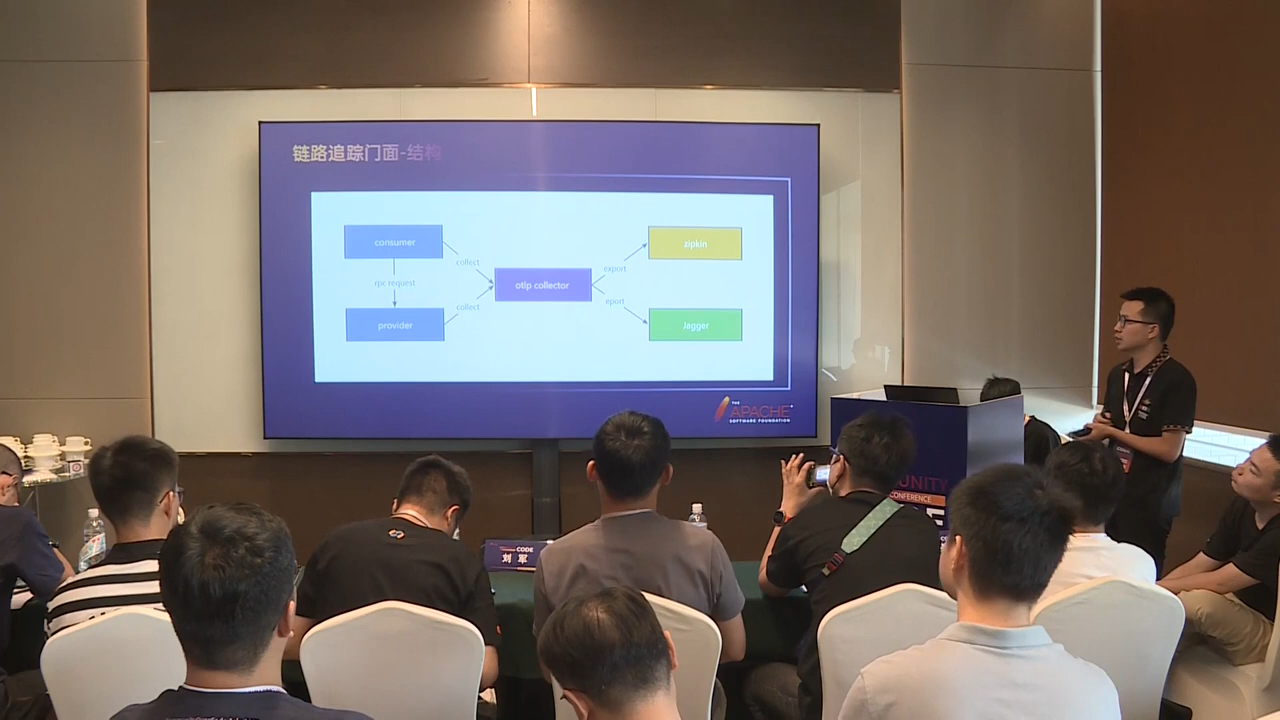 链路追踪门面-结构
consumer
zipkin
collect
export
rpc request
otlp collector
collect
eport
provider
Jagger
THE
APACHE
SOFTWARE FOUNDATION
UNITY
CONFERENCE
CODE
刘 军